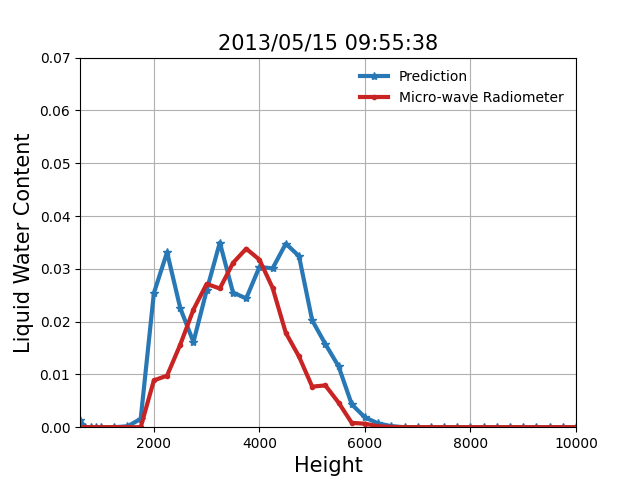 2013/05/15 09:55:38
Prediction
Micro-wave Radiometer
Liquid Water Content
0.07
0.06
0.05
0.04
0.03
0.02
0.01
0.00
2000 4000 6000 8000 10000
Height